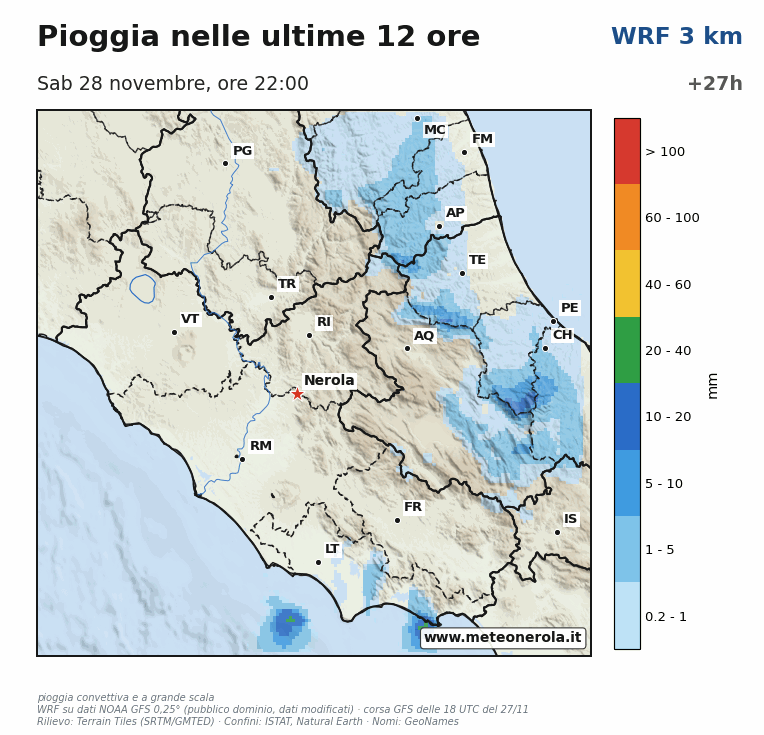 Pioggia nelle ultime 12 ore
WRF 3 km
Sab 28 novembre, ore 22:00
+27h
MC
FM
PG
AP
TE
TR
PE
VT
RI
AQ
CH
Nerola
RM
FR
IS
LT
www.meteonerola.it
> 100
60 - 100
40 - 60
20 - 40
10 - 20
5 - 10
1 - 5
0.2 - 1
mm
pioggia convettiva e a grande scala
WRF su dati NOAA GFS 0,25° (pubblico dominio, dati modificati) · corsa GFS delle 18 UTC del 27/11
Rilievo: Terrain Tiles (SRTM/GMTED) · Confini: ISTAT, Natural Earth · Nomi: GeoNames